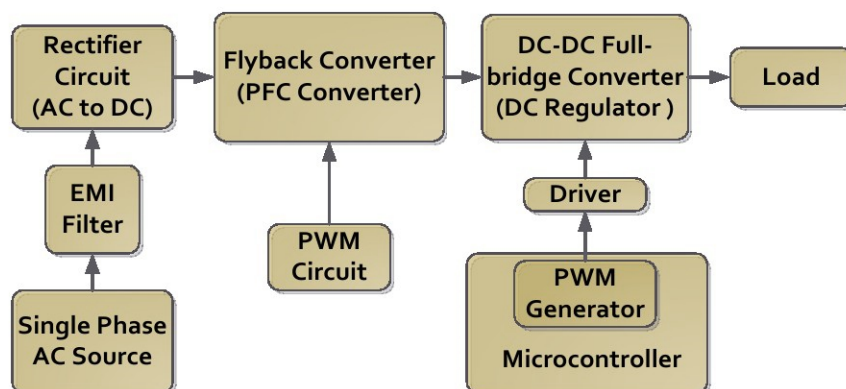 Rectifier
Circuit
(AC to DC)
Flyback Converter
(PFC Converter)
DC-DC Full-
bridge Converter
(DC Regulator )
Load
EMI
Filter
Driver
PWM
Circuit
PWM
Generator
Single Phase
AC Source
Microcontroller